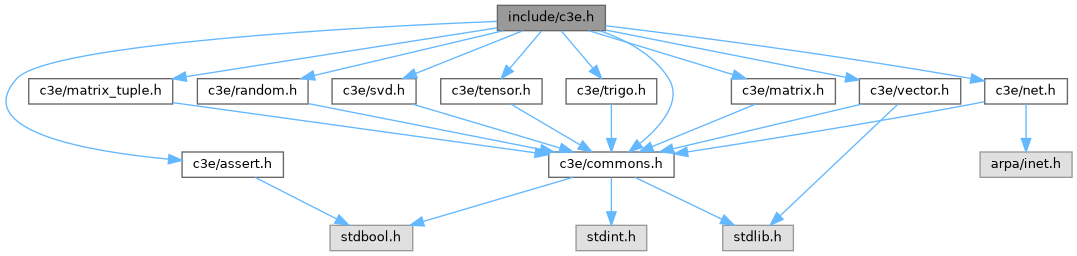 include/c3e.h
c3e/matrix_tuple.h
c3e/random.h
c3e/svd.h
c3e/tensor.h
c3e/trigo.h
c3e/matrix.h
c3e/vector.h
c3e/net.h
c3e/assert.h
c3e/commons.h
arpa/inet.h
stdbool.h
stdint.h
stdlib.h